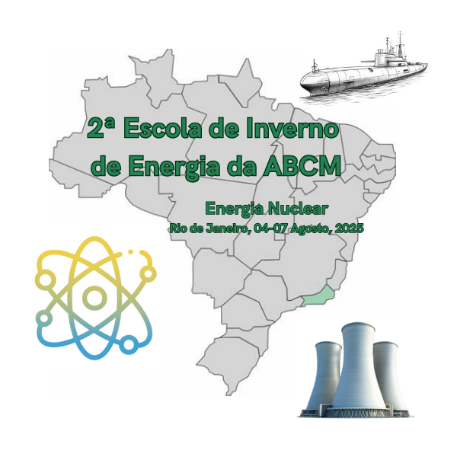 2ª Escola de Inverno
de Energia da ABCM
Energia Nuclear
Rio de Janeiro, 04-07 Agosto, 2025